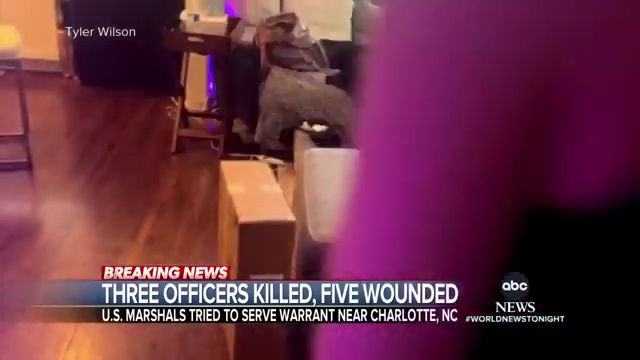 Tyler Wilson
BREAKING NEWS
THREE OFFICERS KILLED, FIVE WOUNDED
U.S. MARSHALS TRIED TO SERVE WARRANT NEAR CHARLOTTE, NC
abc
NEWS
#WORLDNEWSTONIGHT